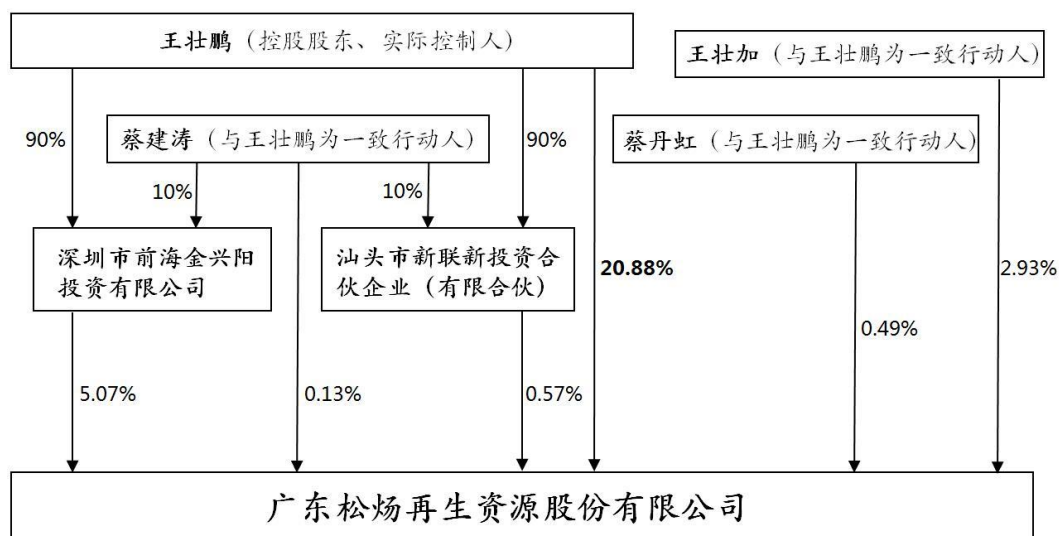 王壮鹏（控股股东、实际控制人）
王壮加（与王壮鹏为一致行动人）
90%
蔡建涛（与王壮鹏为一致行动人）
90%
蔡丹虹（与王壮鹏为一致行动人）
10%
10%
深圳市前海金兴阳
投资有限公司
汕头市新联新投资合
伙企业（有限合伙）
20.88%
2.93%
0.49%
5.07%
0.13%
0.57%
广东松炀再生资源股份有限公司